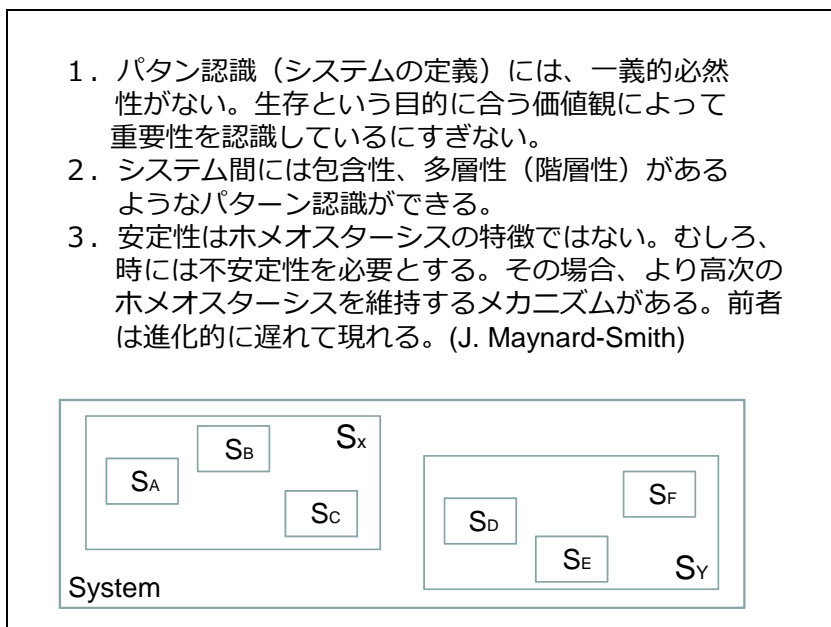 １．パタン認識（システムの定義）には、一義的必然
性がない。生存という目的に合う価値観によって
重要性を認識しているにすぎない。
２．システム間には包含性、多層性（階層性）がある
ようなパターン認識ができる。
３．安定性はホメオスターシスの特徴ではない。むしろ、
時には不安定性を必要とする。その場合、より高次の
ホメオスターシスを維持するメカニズムがある。前者
は進化的に遅れて現れる。(J. Maynard-Smith)
SA
SB
SC
Sx
SD
SE
SF
SY
System